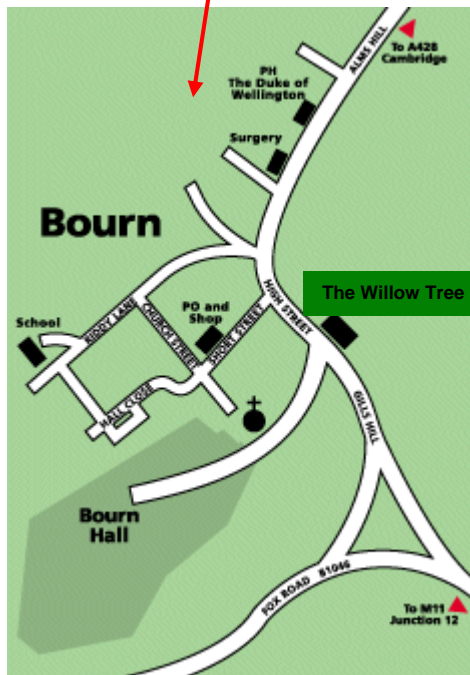 ALMS HILL
To A428
Cambridge
PH
The Duke of
Wellington
Surgery
Bourn
The Willow Tree
HIGH STREET
PO and
Shop
School
RIDDY LANE
CHURCH STREET
SHORT STREET
HALL CLOSE
GILLS HILL
Bourn
Hall
FOX ROAD B1046
To M11
Junction 12